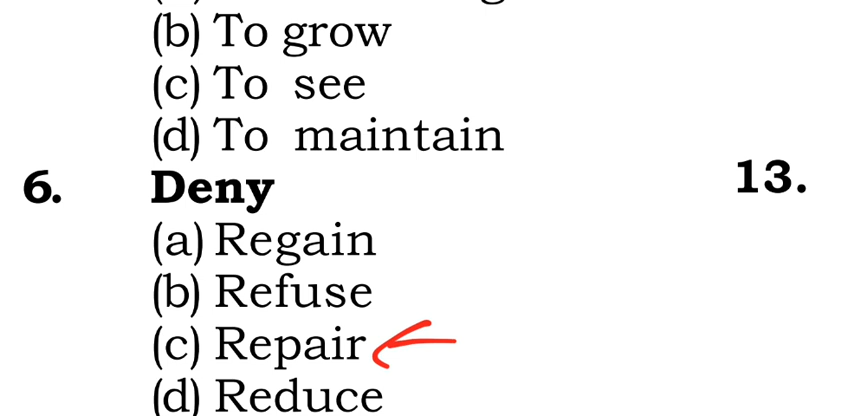 (b) To grow
(c) To see
(d) To maintain
6. Deny
(a) Regain
(b) Refuse
(c) Repair
(d) Reduce
13.